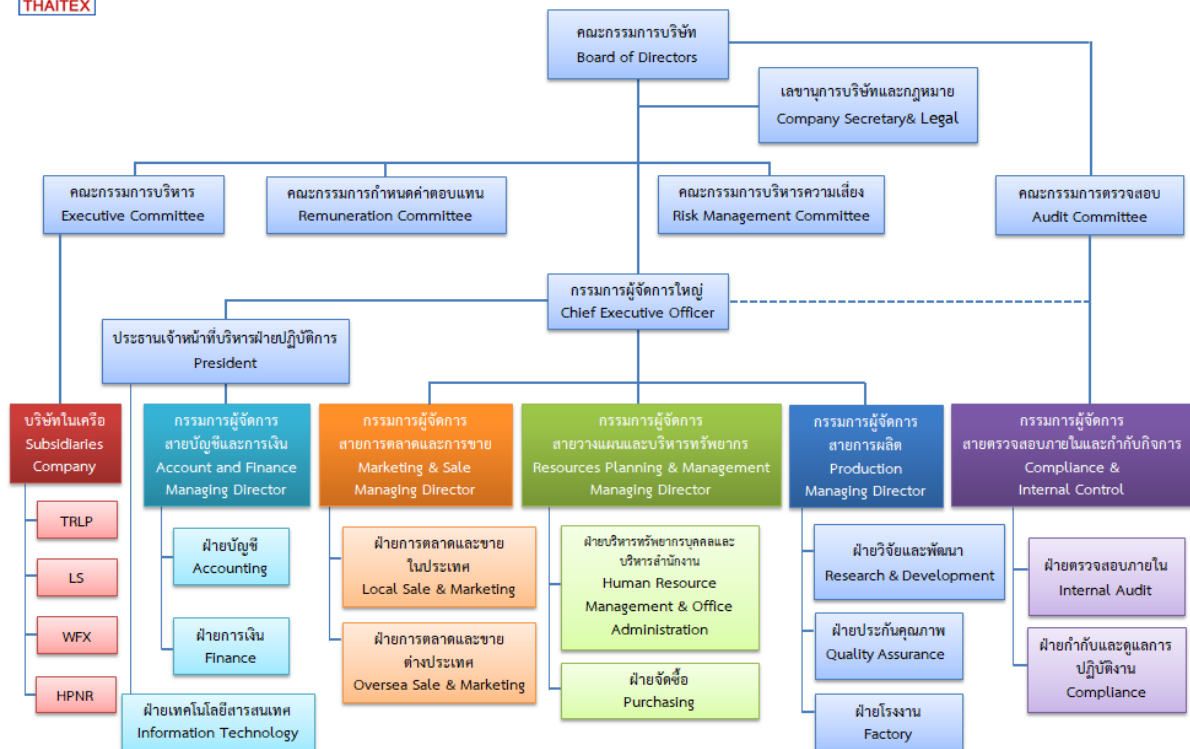 THAITEX
คณะกรรมการบริษัท
Board of Directors
เลขานุการบริษัทและกฎหมาย
Company Secretary& Legal
คณะกรรมการบริหาร
Executive Committee
คณะกรรมการกำหนดค่าตอบแทน
Remuneration Committee
คณะกรรมการบริหารความเสี่ยง
Risk Management Committee
คณะกรรมการตรวจสอบ
Audit Committee
กรรมการผู้จัดการใหญ่
Chief Executive Officer
ประธานเจ้าหน้าที่บริหารฝ่ายปฏิบัติการ
President
บริษัทในเครือ
Subsidiaries
Company
TRLP
LS
WFX
HPNR
กรรมการผู้จัดการ
สายบัญชีและการเงิน
Account and Finance
Managing Director
ฝ่ายบัญชี
Accounting
ฝ่ายการเงิน
Finance
ฝ่ายเทคโนโลยีสารสนเทศ
Information Technology
กรรมการผู้จัดการ
สายการตลาดและการขาย
Marketing & Sale
Managing Director
ฝ่ายการตลาดและขาย
ในประเทศ
Local Sale & Marketing
ฝ่ายการตลาดและขาย
ต่างประเทศ
Oversea Sale & Marketing
กรรมการผู้จัดการ
สายวางแผนและบริหารทรัพยากร
Resources Planning & Management
Managing Director
ฝ่ายบริหารทรัพยากรบุคคลและ
บริหารสำนักงาน
Human Resource
Management & Office
Administration
ฝ่ายจัดซื้อ
Purchasing
กรรมการผู้จัดการ
สายการผลิต
Production
Managing Director
ฝ่ายวิจัยและพัฒนา
Research & Development
ฝ่ายประกันคุณภาพ
Quality Assurance
ฝ่ายโรงงาน
Factory
กรรมการผู้จัดการ
สายตรวจสอบภายในและกำกับกิจการ
Compliance &
Internal Control
ฝ่ายตรวจสอบภายใน
Internal Audit
ฝ่ายกำกับและดูแลการ
ปฏิบัติงาน
Compliance